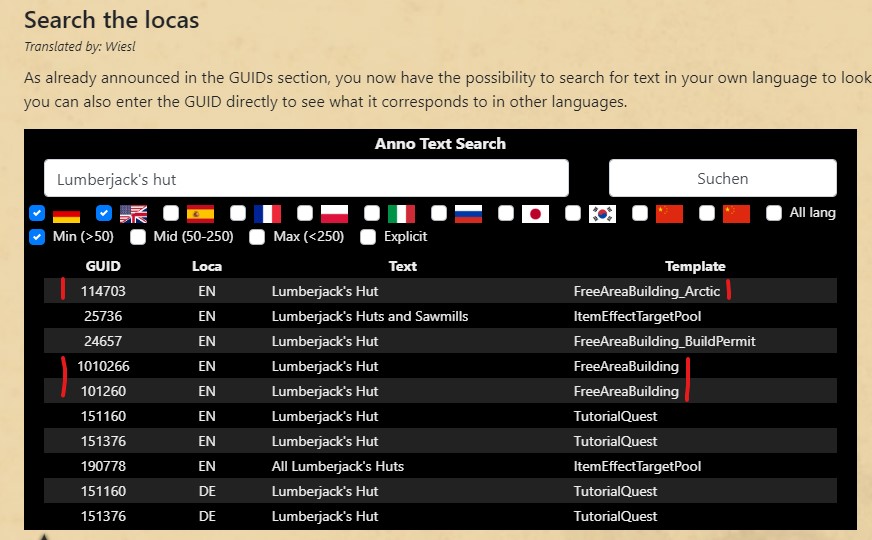 Search the locas
Translated by: Wiesl
As already announced in the GUIDs section, you now have the possibility to search for text in your own language to look
you can also enter the GUID directly to see what it corresponds to in other languages.
Anno Text Search
Lumberjack's hut Suchen
All lang
Min (>50) Mid (50-250) Max (<250) Explicit
GUID Loca Text Template
114703 EN Lumberjack's Hut FreeAreaBuilding_Arctic
25736 EN Lumberjack's Huts and Sawmills ItemEffectTargetPool
24657 EN Lumberjack's Hut FreeAreaBuilding_BuildPermit
1010266 EN Lumberjack's Hut FreeAreaBuilding
101260 EN Lumberjack's Hut FreeAreaBuilding
151160 EN Lumberjack's Hut TutorialQuest
151376 EN Lumberjack's Hut TutorialQuest
190778 EN All Lumberjack's Huts ItemEffectTargetPool
151160 DE Lumberjack's Hut TutorialQuest
151376 DE Lumberjack's Hut TutorialQuest